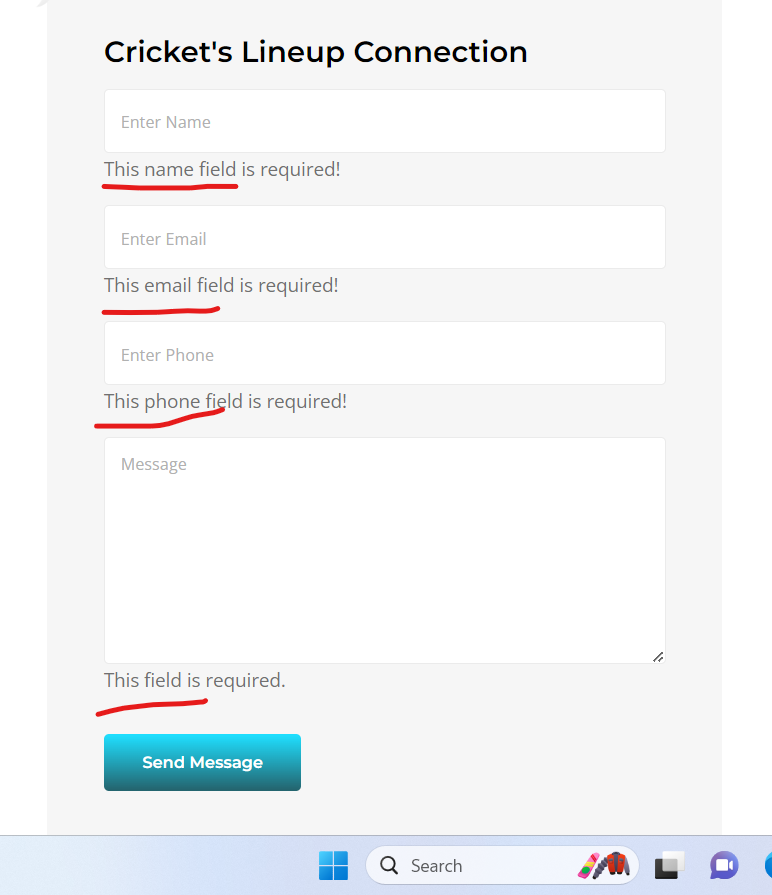 Cricket's Lineup Connection
Enter Name
This name field is required!
Enter Email
This email field is required!
Enter Phone
This phone field is required!
Message
This field is required.
Send Message
Search